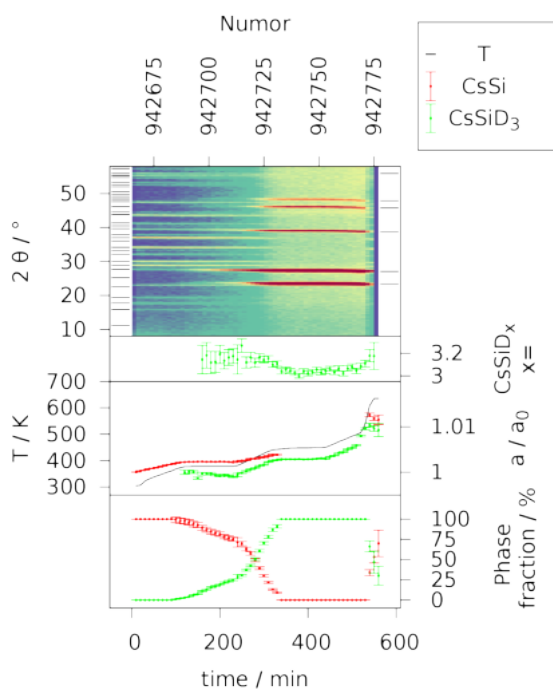 Numor
942675
942700
942725
942750
942775
T
CsSi
CsSiD3
2 θ / °
50
40
30
20
10
3.2
3
CsSiDx
x=
T / K
700
600
500
400
300
1.01
1
a / a0
100
75
50
25
0
Phase
fraction / %
0
200
400
600
time / min